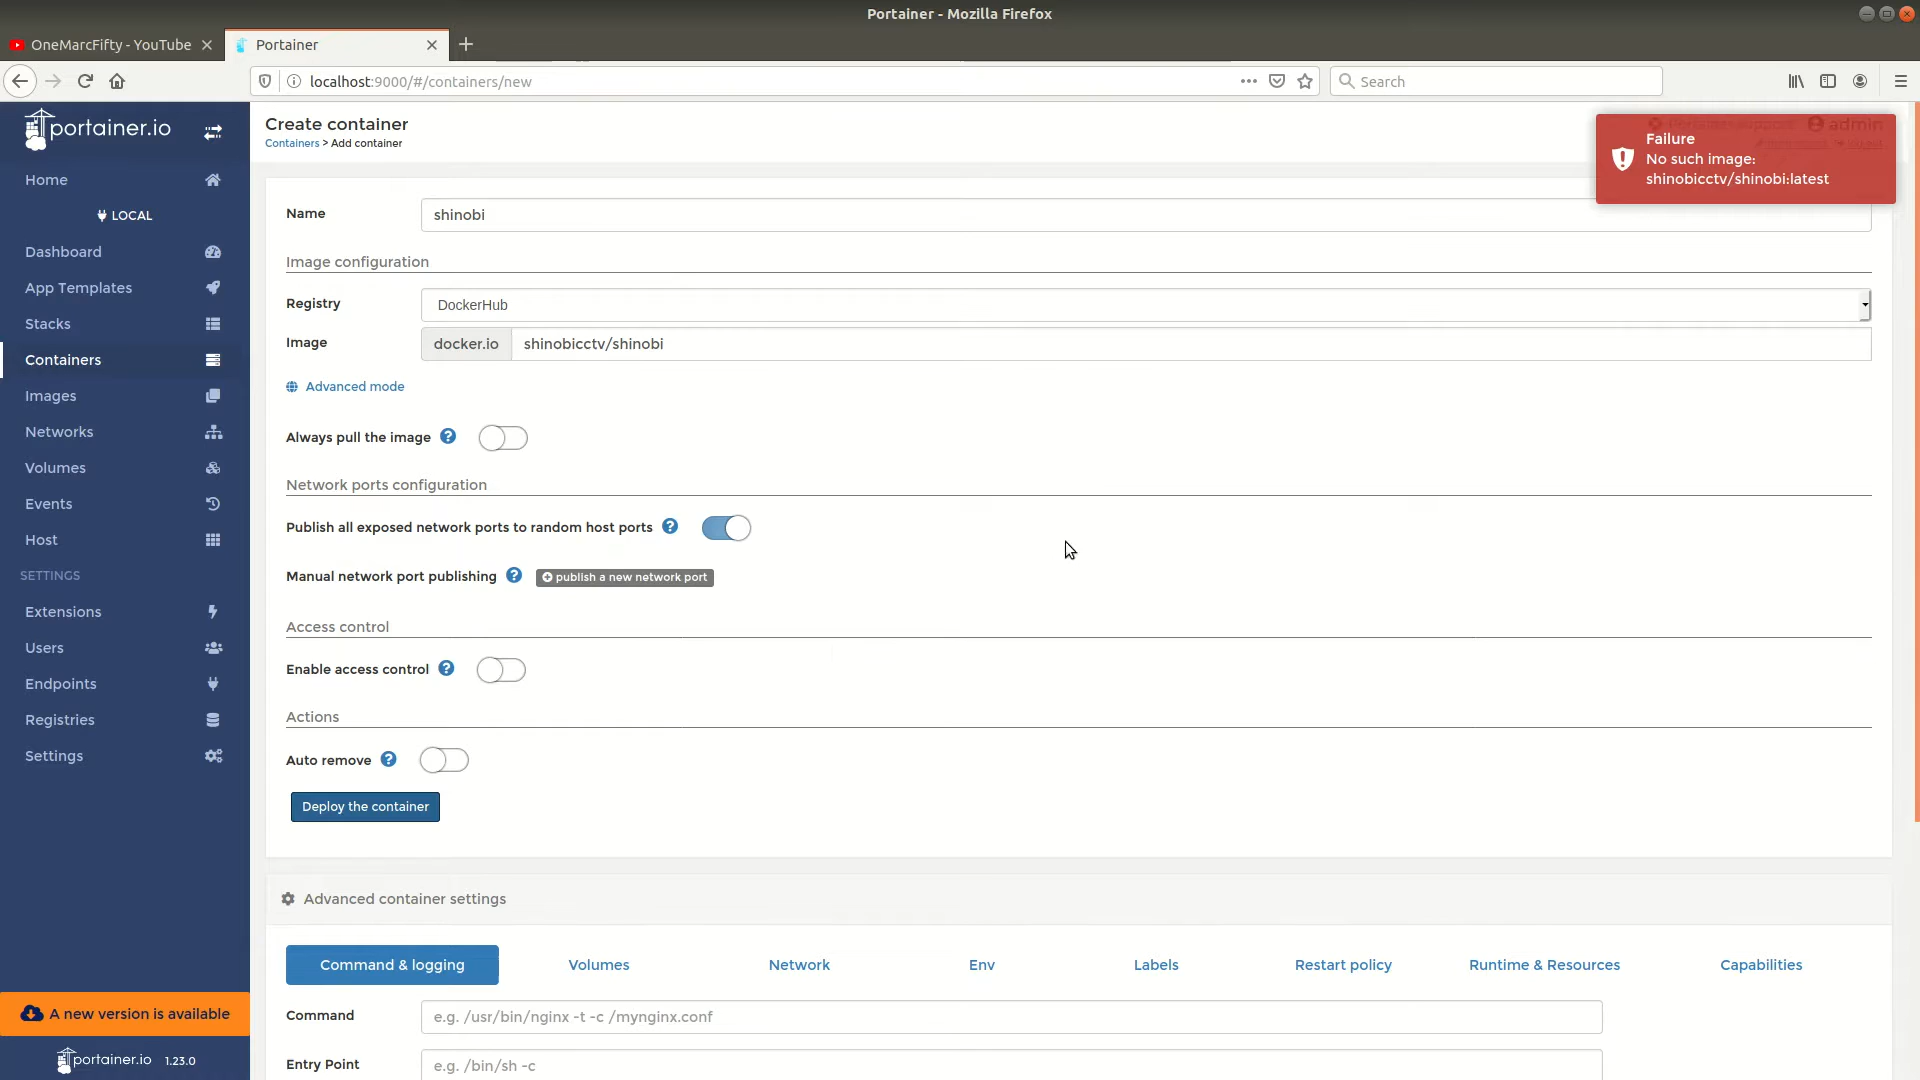 Portainer - Mozilla Firefox
OneMarcFifty - YouTube
Portainer
localhost:9000/#/containers/new
Search
portainer.io
Home
LOCAL
Dashboard
App Templates
Stacks
Containers
Images
Networks
Volumes
Events
Host
SETTINGS
Extensions
Users
Endpoints
Registries
Settings
A new version is available
portainer.io 1.23.0
Create container
Containers > Add container
admin
Failure
No such image:
shinobicctv/shinobi:latest
Name
shinobi
Image configuration
Registry
DockerHub
Image
docker.io
shinobicctv/shinobi
Advanced mode
Always pull the image
Network ports configuration
Publish all exposed network ports to random host ports
Manual network port publishing
publish a new network port
Access control
Enable access control
Actions
Auto remove
Deploy the container
Advanced container settings
Command & logging
Volumes
Network
Env
Labels
Restart policy
Runtime & Resources
Capabilities
Command
e.g. /usr/bin/nginx -t -c /mynginx.conf
Entry Point
e.g. /bin/sh -c